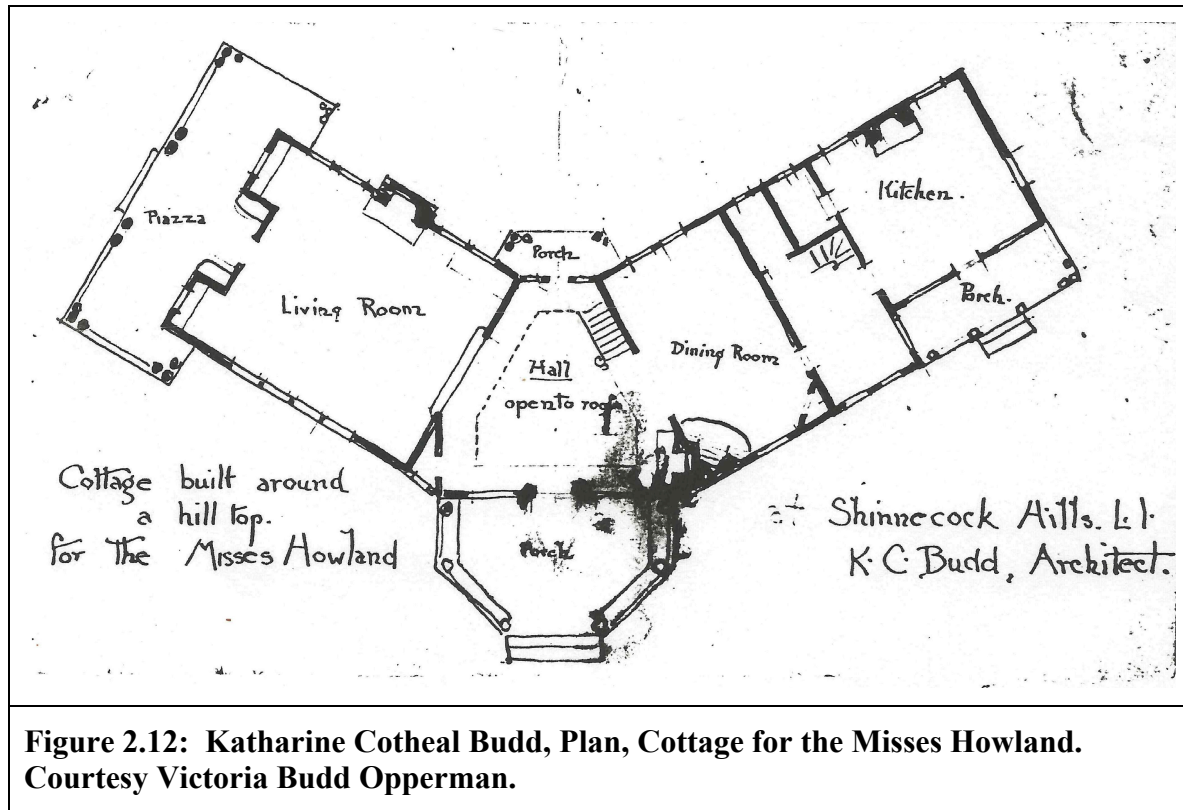 Piazza
Living Room
Porch
Hall
open to roof
Dining Room
Kitchen.
Porch.
Porch
Cottage built around
a hill top.
for the Misses Howland
at Shinnecock Hills. L.I.
K.C. Budd, Architect.
Figure 2.12: Katharine Cotheal Budd, Plan, Cottage for the Misses Howland.
Courtesy Victoria Budd Opperman.